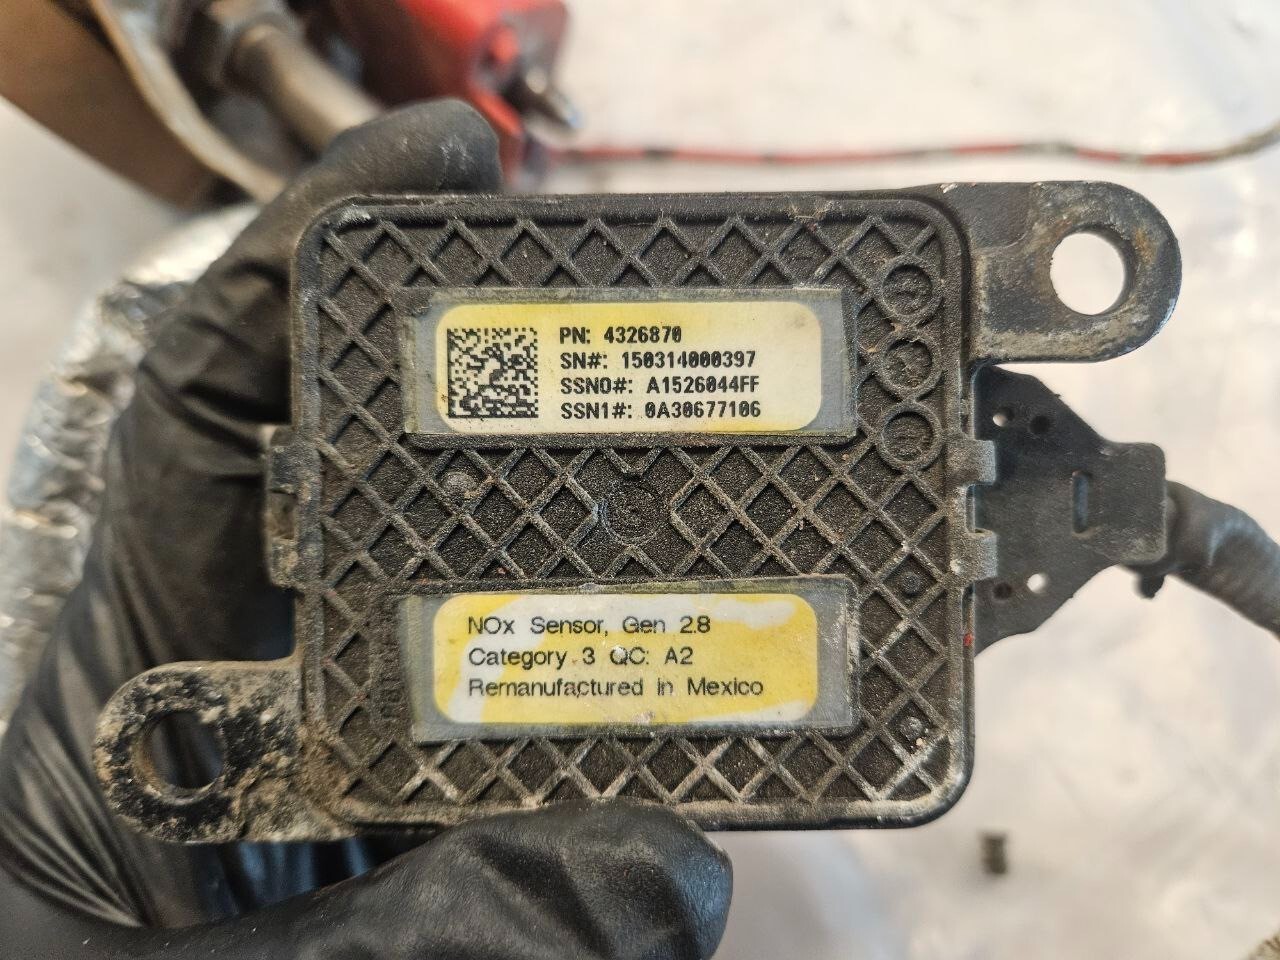 PN: 4326870
SN#: 150314000397
SSN0#: A1526044FF
SSN1#: 0A30677106
NOx Sensor, Gen 2.8
Category 3 QC: A2
Remanufactured in Mexico